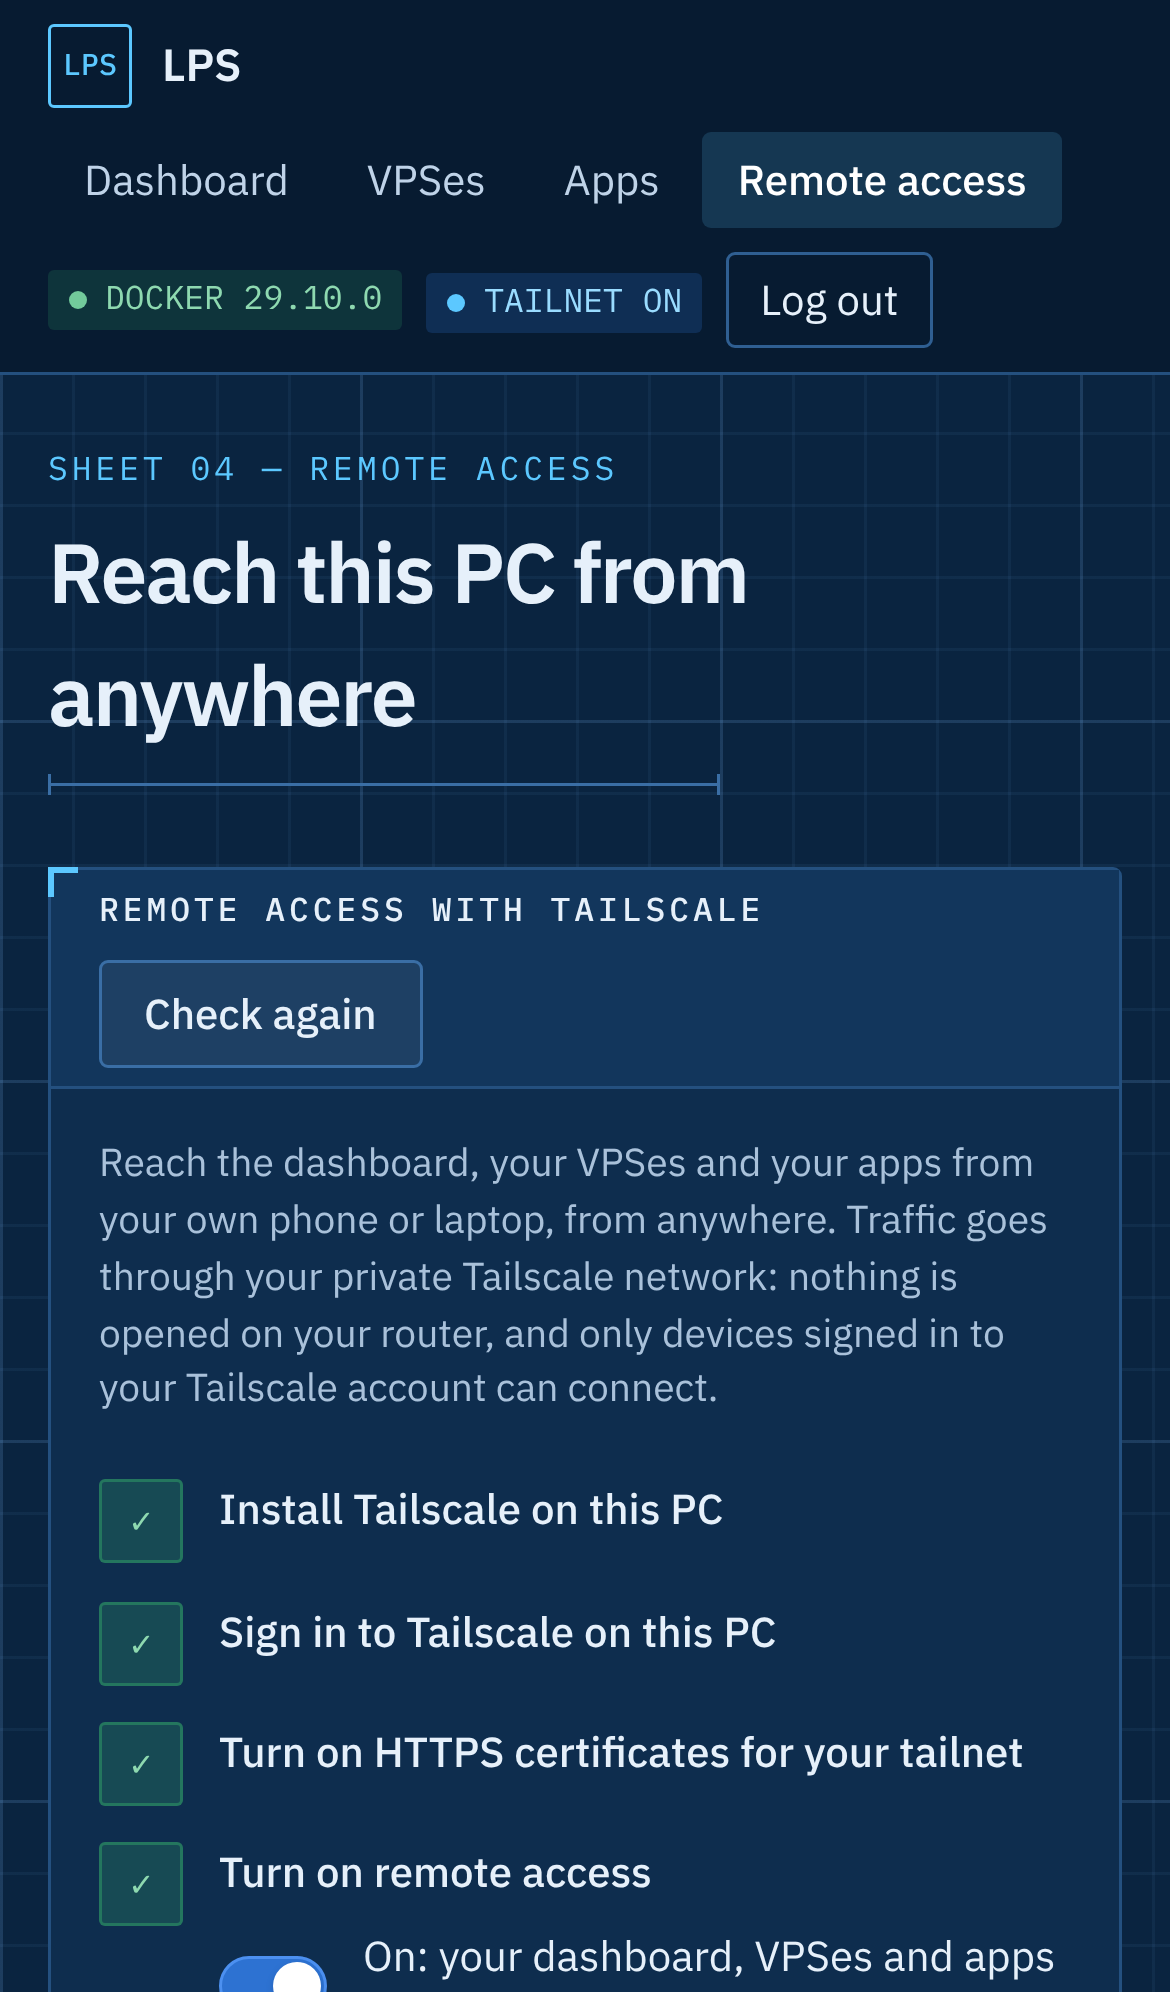 LPS LPS
Dashboard VPSes Apps Remote access
DOCKER 29.10.0 TAILNET ON Log out
SHEET 04 — REMOTE ACCESS
Reach this PC from
anywhere
REMOTE ACCESS WITH TAILSCALE
Check again
Reach the dashboard, your VPSes and your apps from
your own phone or laptop, from anywhere. Traffic goes
through your private Tailscale network: nothing is
opened on your router, and only devices signed in to
your Tailscale account can connect.
✓ Install Tailscale on this PC
✓ Sign in to Tailscale on this PC
✓ Turn on HTTPS certificates for your tailnet
✓ Turn on remote access
On: your dashboard, VPSes and apps